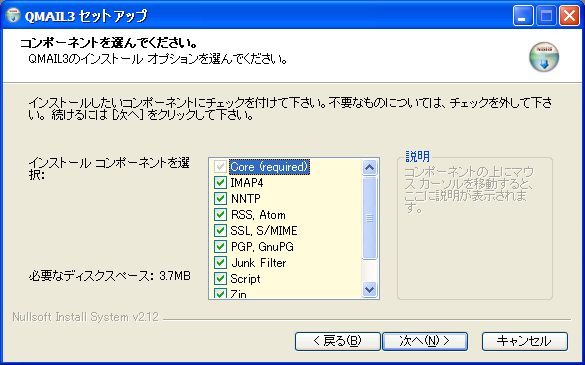 QMAIL3 セットアップ
コンポーネントを選んでください。
QMAIL3のインストール オプションを選んでください。
インストールしたいコンポーネントにチェックを付けて下さい。不要なものについては、チェックを外して下さ
い。 続けるには [次へ] をクリックして下さい。
インストール コンポーネントを選
択:
Core (required)
IMAP4
NNTP
RSS, Atom
SSL, S/MIME
PGP, GnuPG
Junk Filter
Script
Zip
説明
コンポーネントの上にマウ
ス カーソルを移動すると、
ここに説明が表示されま
す。
必要なディスクスペース: 3.7MB
Nullsoft Install System v2.12
< 戻る(B)
次へ(N) >
キャンセル